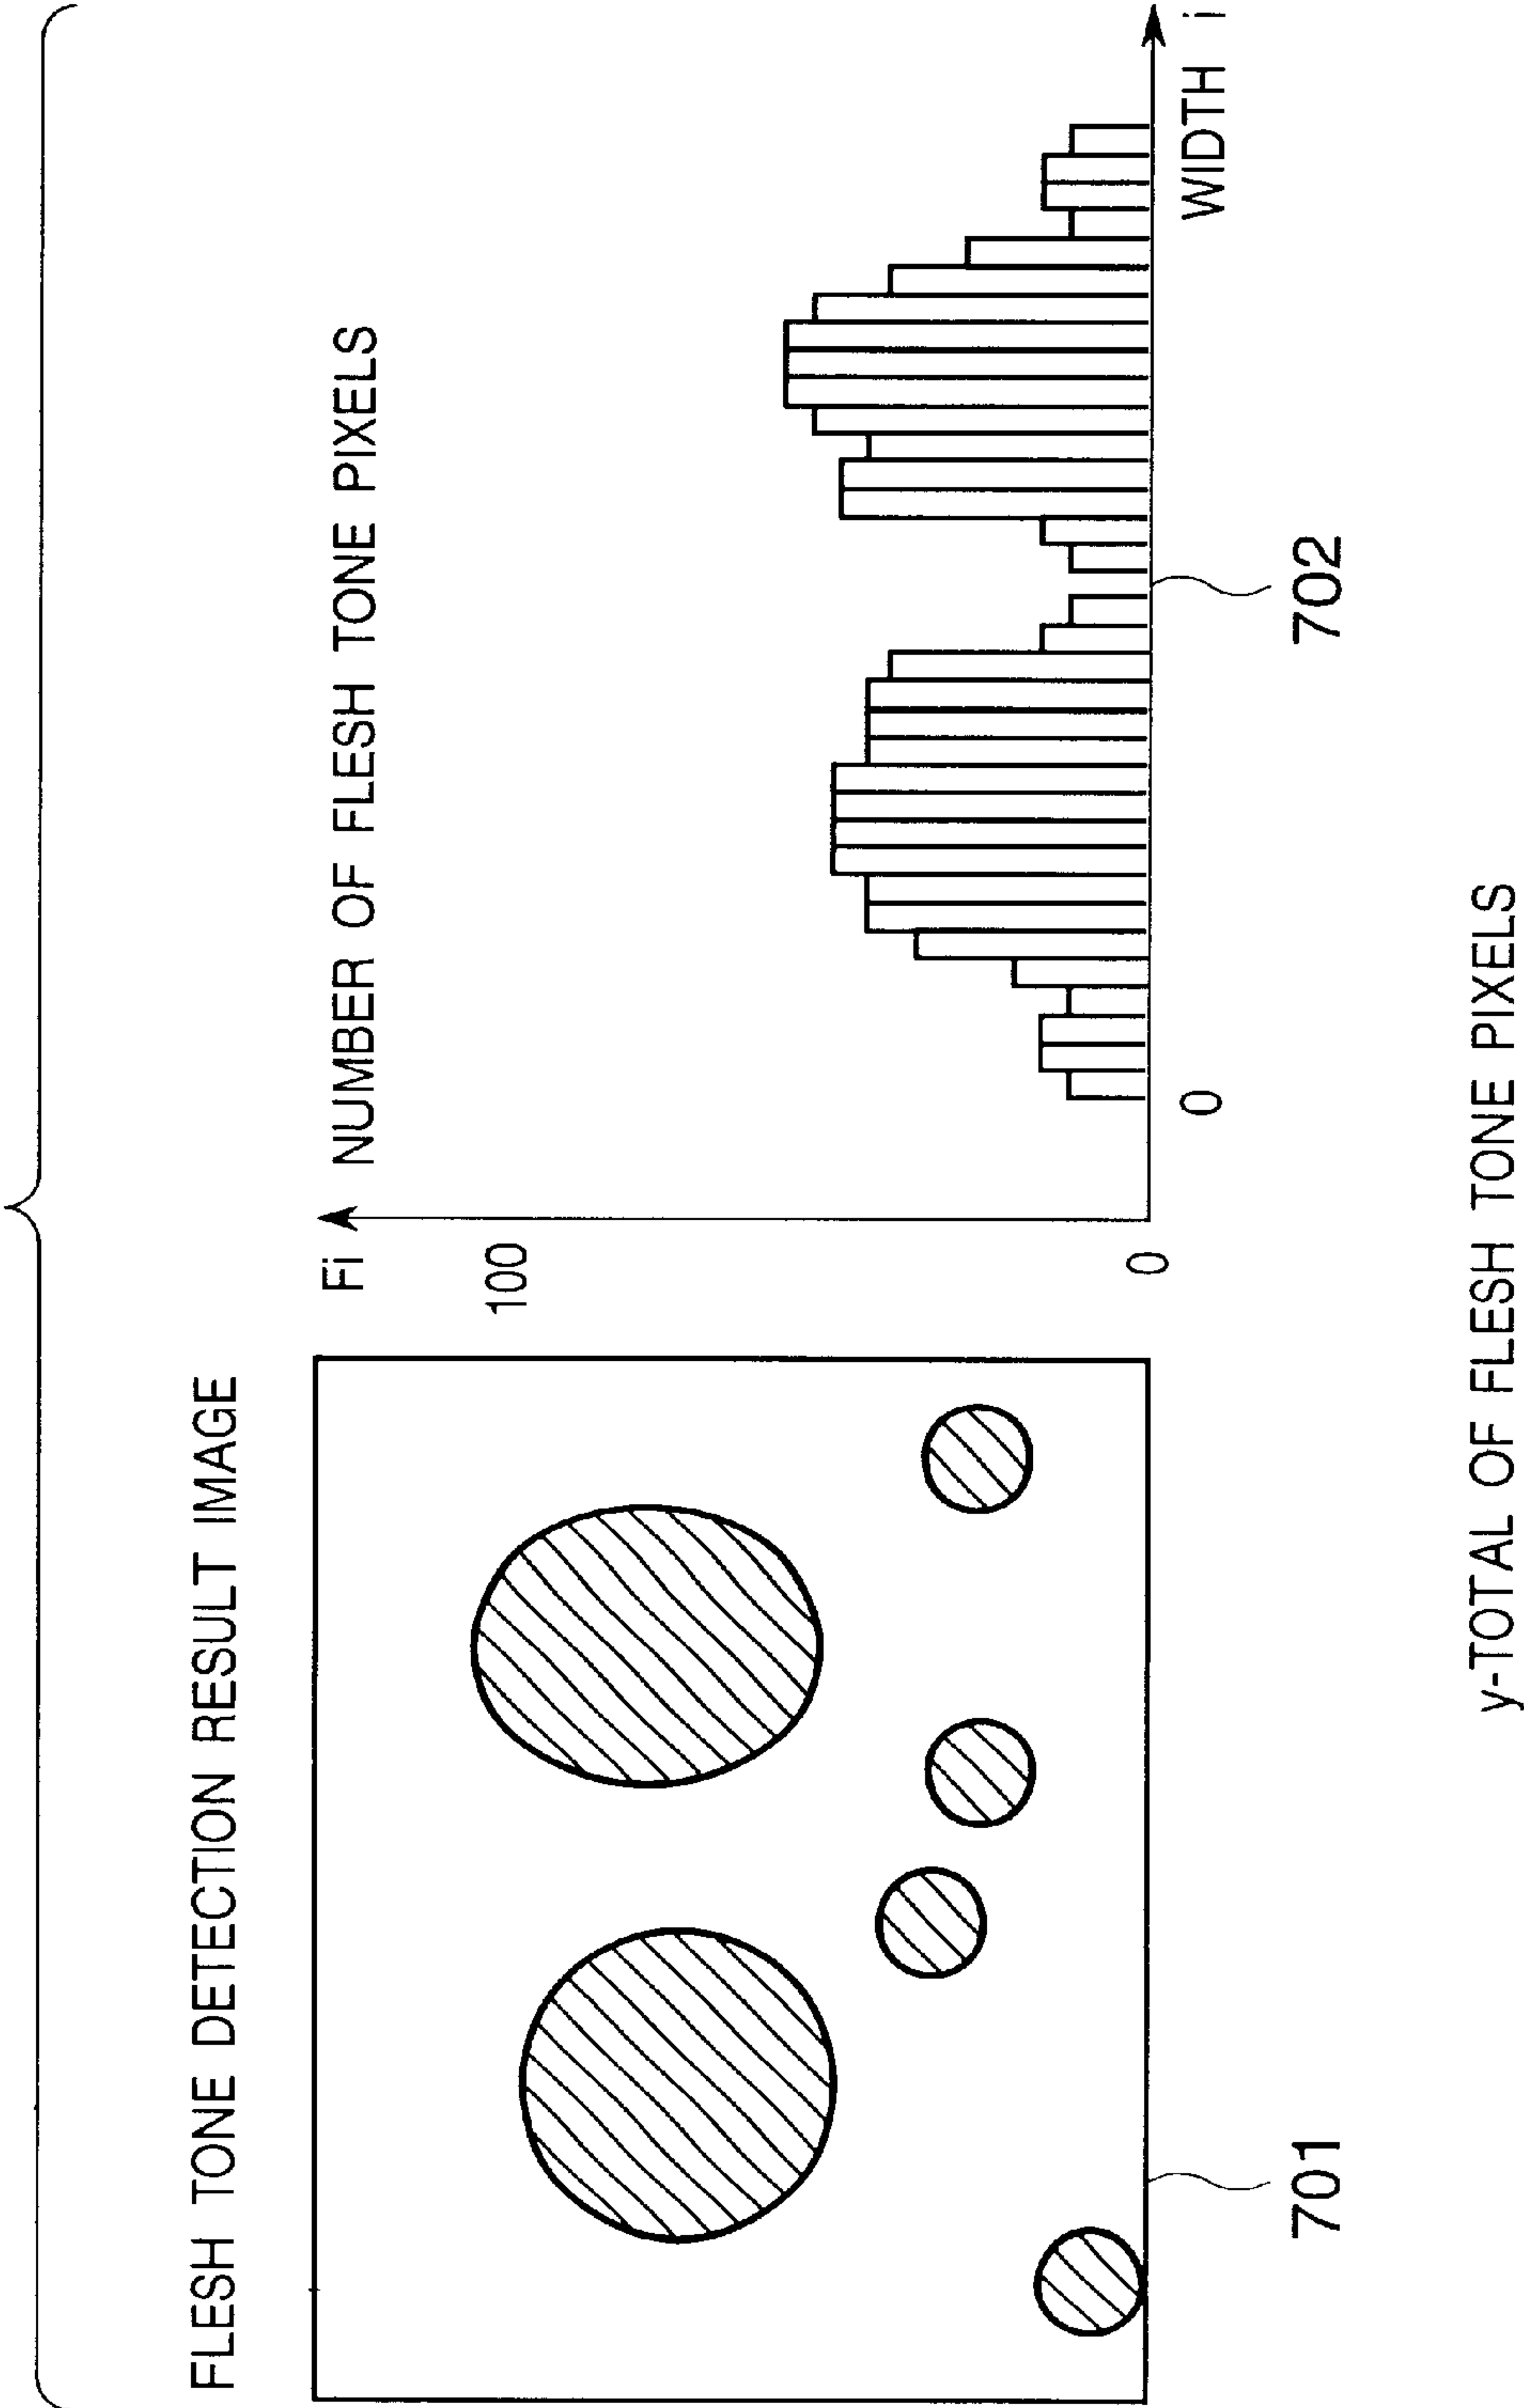 FLESH TONE DETECTION RESULT IMAGE
701
Fi
NUMBER OF FLESH TONE PIXELS
100
0
0
WIDTH i
702
y-TOTAL OF FLESH TONE PIXELS